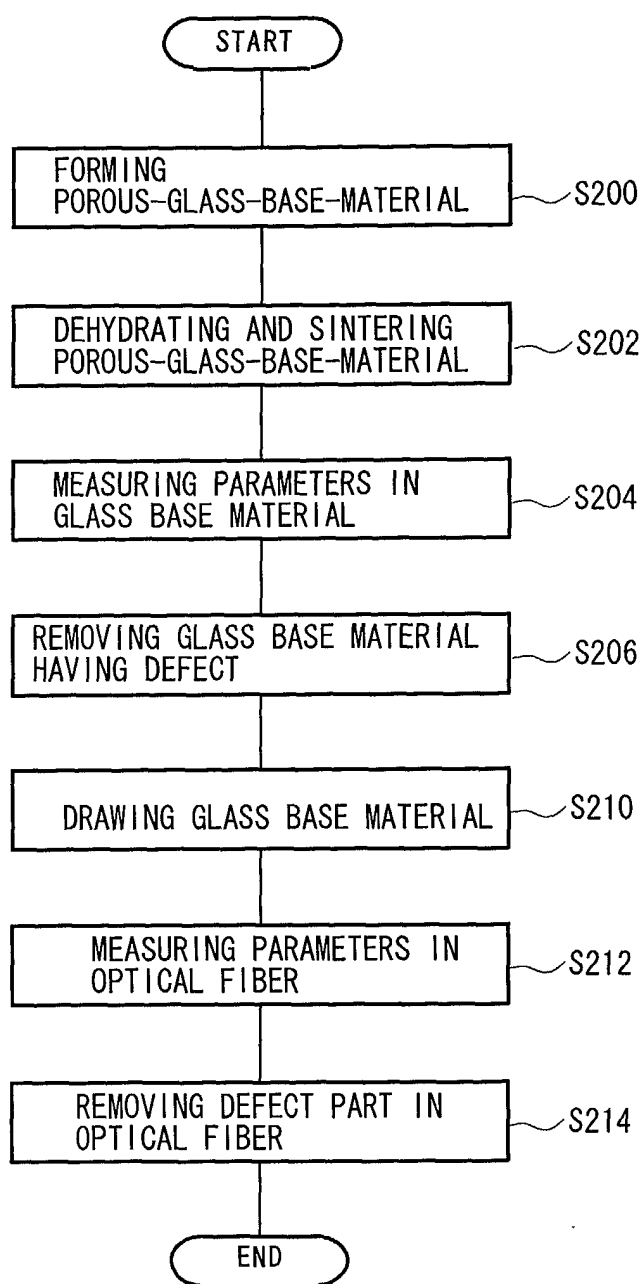 START
FORMING
POROUS-GLASS-BASE-MATERIAL
S200
DEHYDRATING AND SINTERING
POROUS-GLASS-BASE-MATERIAL
S202
MEASURING PARAMETERS IN
GLASS BASE MATERIAL
S204
REMOVING GLASS BASE MATERIAL
HAVING DEFECT
S206
DRAWING GLASS BASE MATERIAL
S210
MEASURING PARAMETERS IN
OPTICAL FIBER
S212
REMOVING DEFECT PART IN
OPTICAL FIBER
S214
END